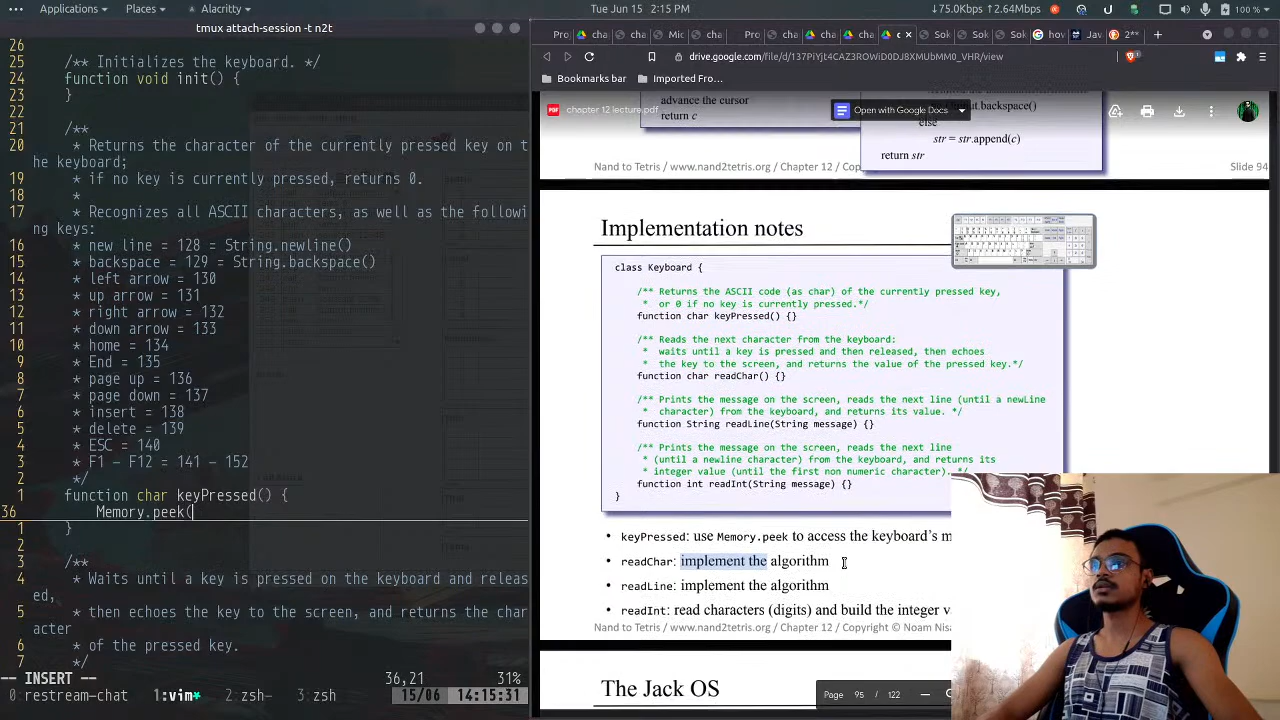 Activities
Places
Alacritty
Tue Jun 15 2:15 PM
↓75.0Kbps ↑2.64Mbps
100 %
tmux attach-session -t n2t
26
25 /** Initializes the keyboard. */
24 function void init() {
23 }
22
21 /**
20 * Returns the character of the currently pressed key on t
he keyboard;
19 * if no key is currently pressed, returns 0.
18 *
17 * Recognizes all ASCII characters, as well as the followi
ng keys:
16 * new line = 128 = String.newline()
15 * backspace = 129 = String.backspace()
14 * left arrow = 130
13 * up arrow = 131
12 * right arrow = 132
11 * down arrow = 133
10 * home = 134
9 * End = 135
8 * page up = 136
7 * page down = 137
6 * insert = 138
5 * delete = 139
4 * ESC = 140
3 * F1 - F12 = 141 - 152
2 */
1 function char keyPressed() {
36 Memory.peek(
1 }
2
3 /**
4 * Waits until a key is pressed on the keyboard and releas
ed,
5 * then echoes the key to the screen, and returns the char
acter
6 * of the pressed key.
7 */
-- INSERT --
36,21
31%
0 restream-chat 1:vim* 2 zsh- 3 zsh
15/06 14:15:31
drive.google.com/file/d/137PiYjt4CAZ3ROWiD0DJ8XMUbMM0_VHR/view
Bookmarks bar
Imported Fro…
chapter 12 lecture.pdf
Open with Google Docs
advance the cursor
return c
else
str = str.append(c)
return str
Nand to Tetris / www.nand2tetris.org / Chapter 12 / Copyright ©
Slide 94
Implementation notes
class Keyboard {
/** Returns the ASCII code (as char) of the currently pressed key,
* or 0 if no key is currently pressed.*/
function char keyPressed() {}
/** Reads the next character from the keyboard:
* waits until a key is pressed and then released, then echoes
* the key to the screen, and returns the value of the pressed key.*/
function char readChar() {}
/** Prints the message on the screen, reads the next line (until a newLine
* character) from the keyboard, and returns its value. */
function String readLine(String message) {}
/** Prints the message on the screen, reads the next line
* (until a newline character) from the keyboard, and returns its
* integer value (until the first non numeric character). */
function int readInt(String message) {}
}
• keyPressed: use Memory.peek to access the keyboard's m
• readChar: implement the algorithm
• readLine: implement the algorithm
• readInt: read characters (digits) and build the integer v
Nand to Tetris / www.nand2tetris.org / Chapter 12 / Copyright © Noam Nisa
The Jack OS
Page 95 / 122